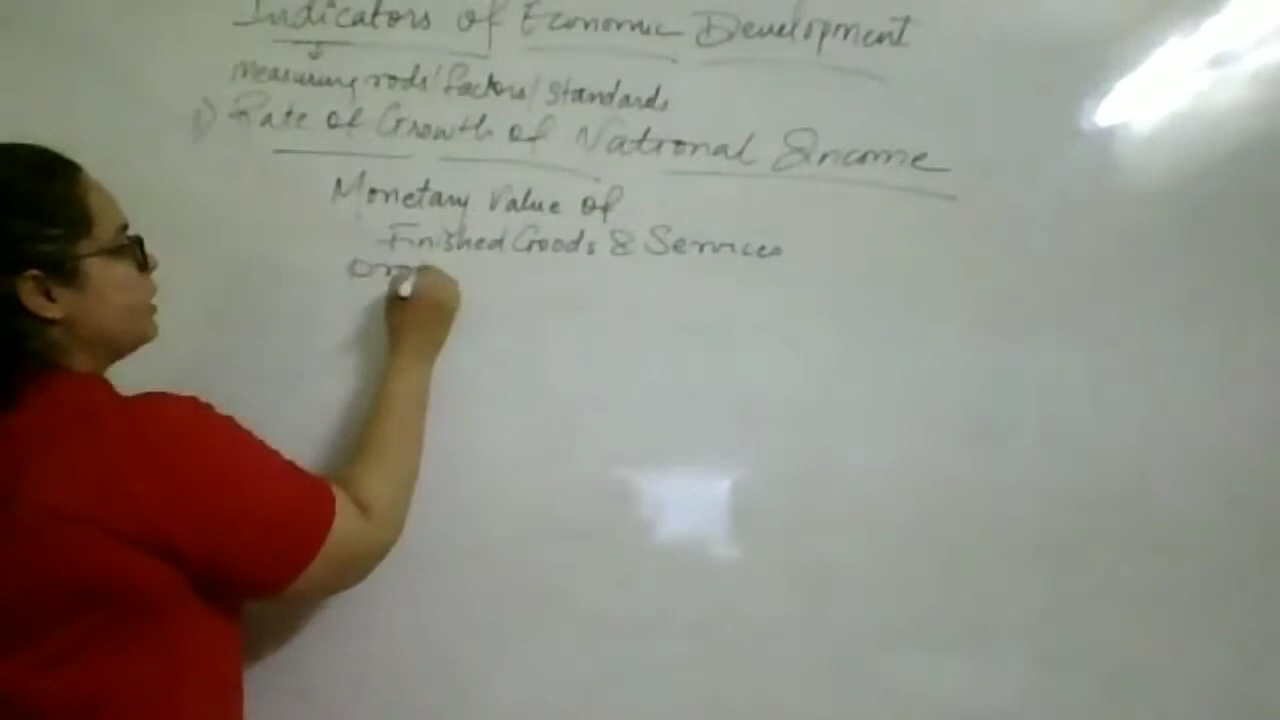 Indicators of Economic Development
measuring rods/factors/standards
1) Rate of Growth of National Income
Monetary Value of
Finished Goods & Services